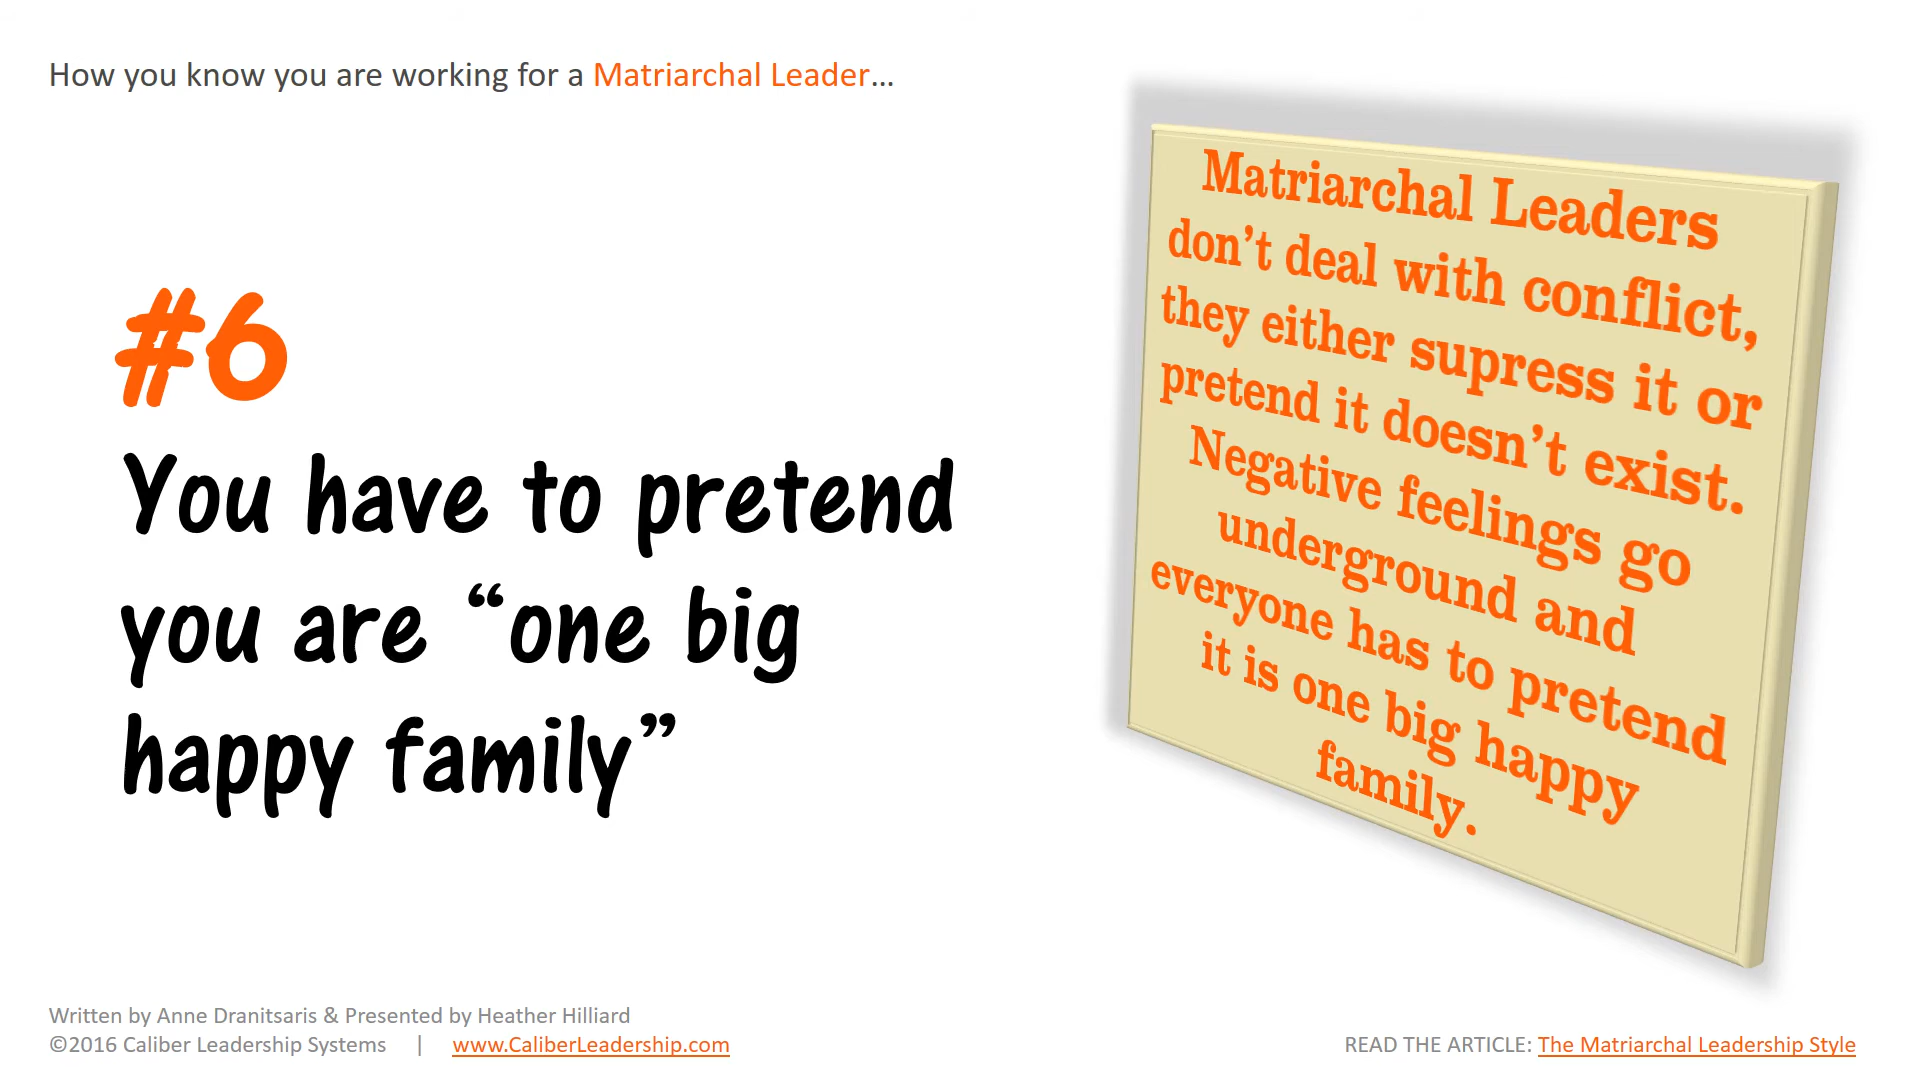 How you know you are working for a Matriarchal Leader...
#6
You have to pretend
you are “one big
happy family”
Matriarchal Leaders
don’t deal with conflict,
they either supress it or
pretend it doesn’t exist.
Negative feelings go
underground and
everyone has to pretend
it is one big happy
family.
Written by Anne Dranitsaris & Presented by Heather Hilliard
©2016 Caliber Leadership Systems | www.CaliberLeadership.com
READ THE ARTICLE: The Matriarchal Leadership Style